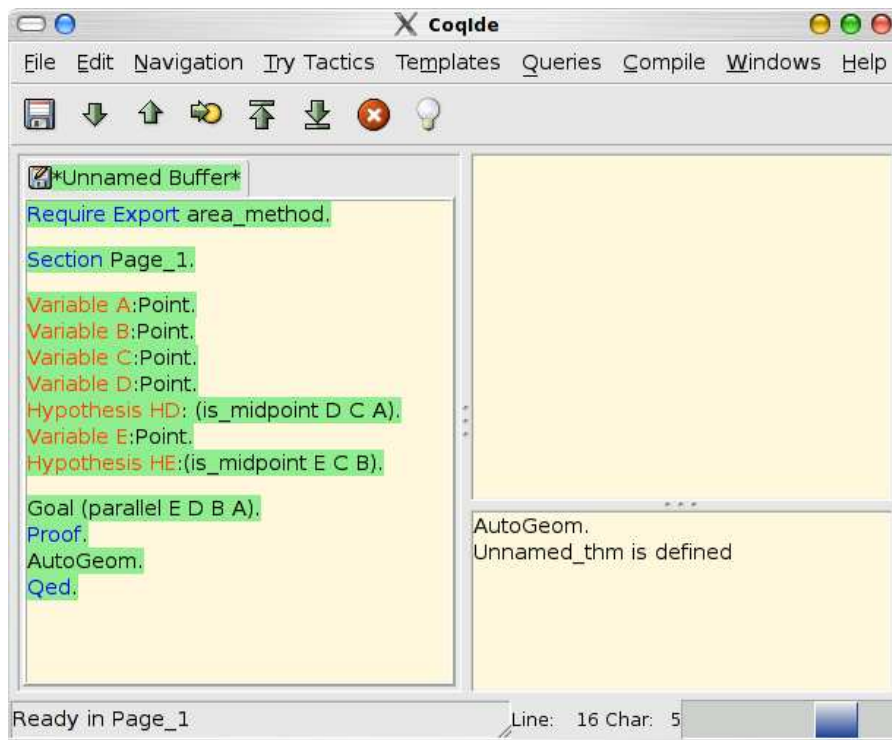 CoqIde
File Edit Navigation Try Tactics Templates Queries Compile Windows Help
*Unnamed Buffer*
Require Export area_method.
Section Page_1.
Variable A:Point.
Variable B:Point.
Variable C:Point.
Variable D:Point.
Hypothesis HD: (is_midpoint D C A).
Variable E:Point.
Hypothesis HE:(is_midpoint E C B).
Goal (parallel E D B A).
Proof.
AutoGeom.
Qed.
AutoGeom.
Unnamed_thm is defined
Ready in Page_1
Line: 16 Char: 5